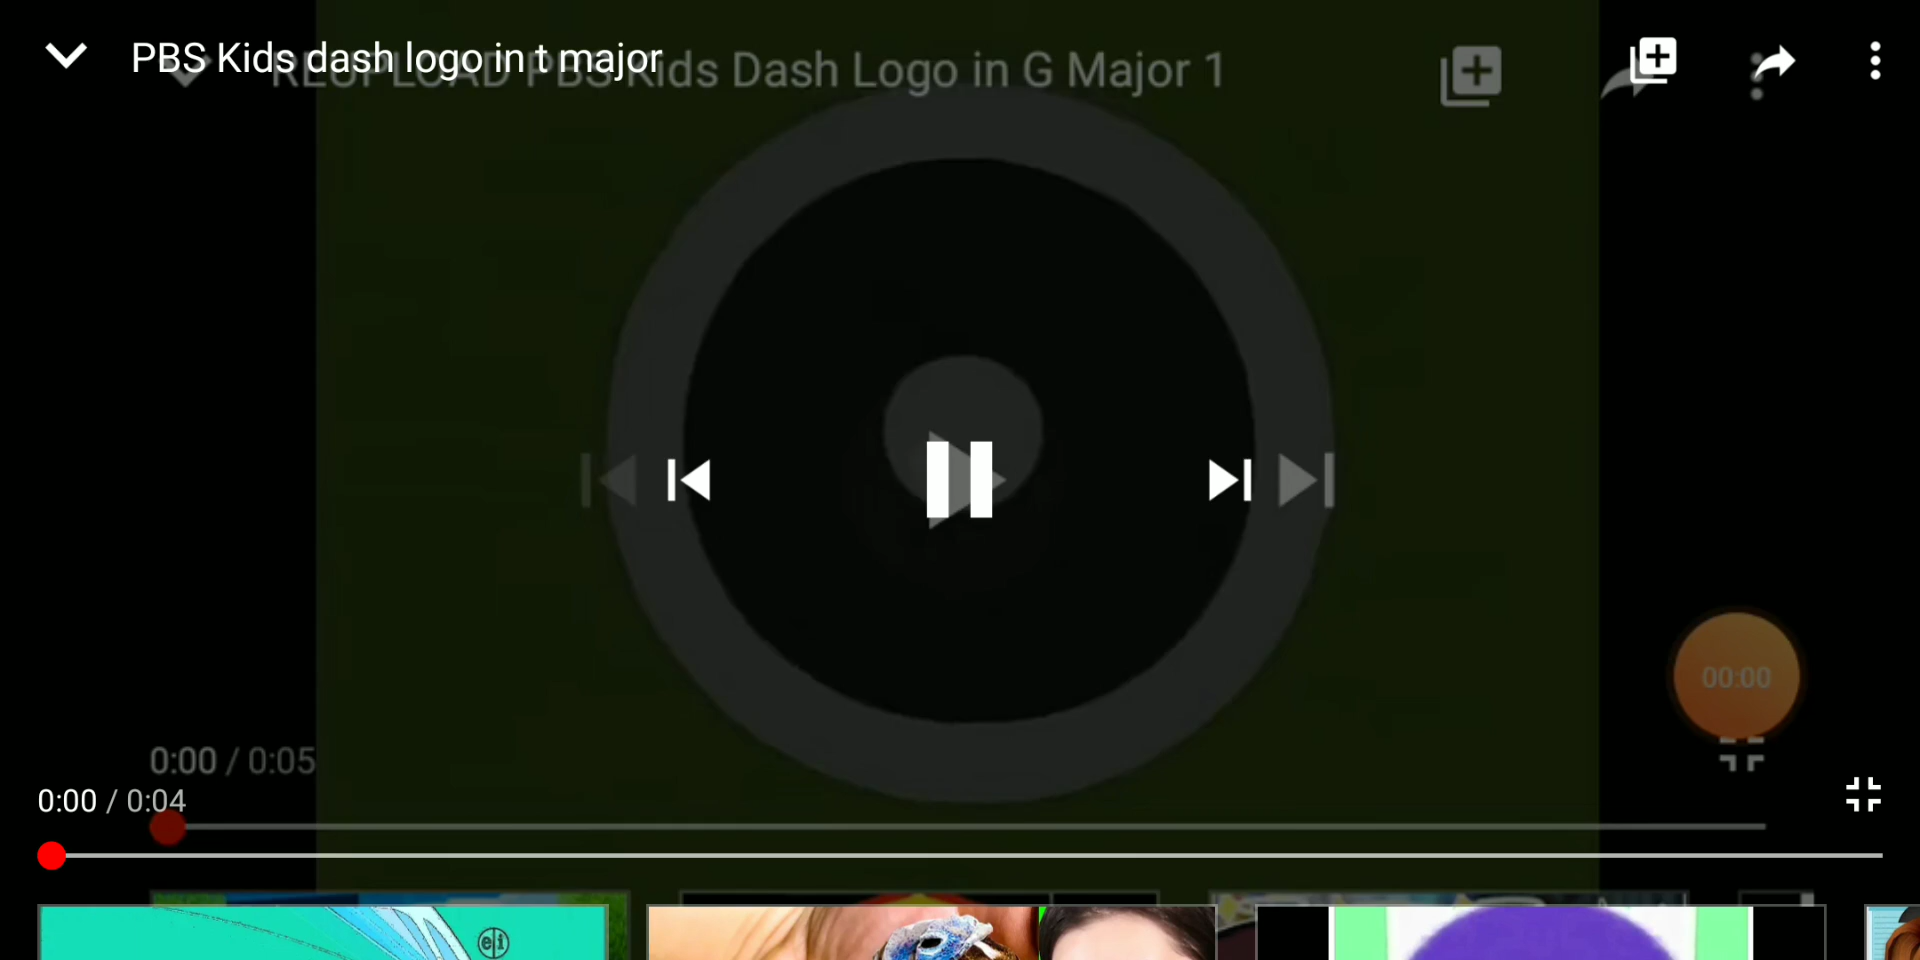 PBS Kids dash logo in t major
REUPLOAD PBS Kids Dash Logo in G Major 1
00:00
0:00 / 0:05
0:00 / 0:04
e/i